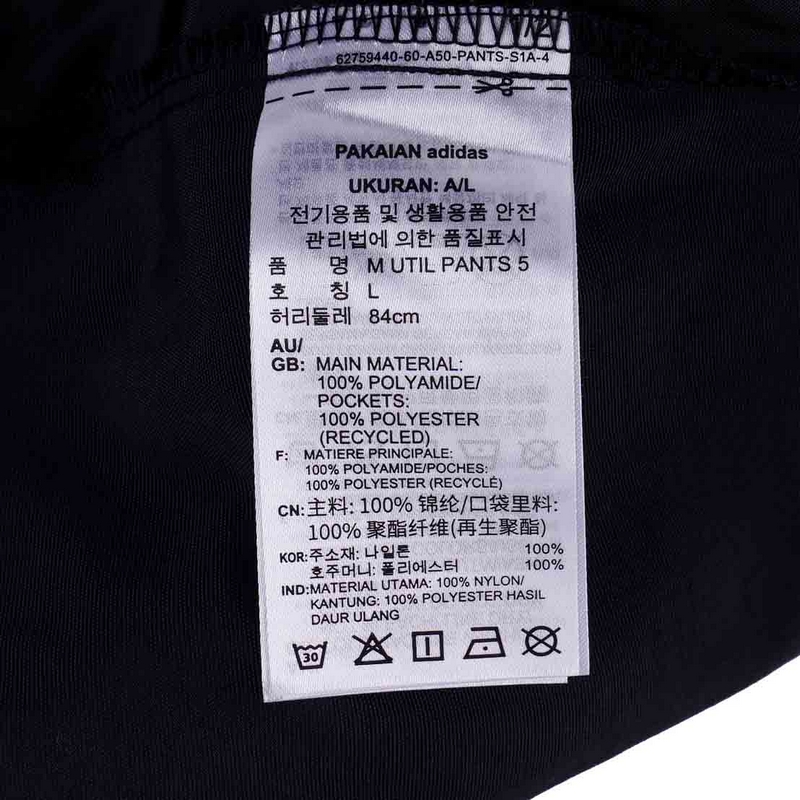 1/2
62759440-60-A50-PANTS-S1A-4
PAKAIAN adidas
UKURAN: A/L
전기용품 및 생활용품 안전
관리법에 의한 품질표시
품 명 M UTIL PANTS 5
호 칭 L
허리둘레 84cm
AU/
GB: MAIN MATERIAL:
100% POLYAMIDE/
POCKETS:
100% POLYESTER
(RECYCLED)
F: MATIERE PRINCIPALE:
100% POLYAMIDE/POCHES:
100% POLYESTER (RECYCLÉ)
CN: 主料: 100% 锦纶/口袋里料:
100% 聚酯纤维(再生聚酯)
KOR: 주소재: 나일론 100%
호주머니: 폴리에스터 100%
IND: MATERIAL UTAMA: 100% NYLON/
KANTUNG: 100% POLYESTER HASIL
DAUR ULANG
30